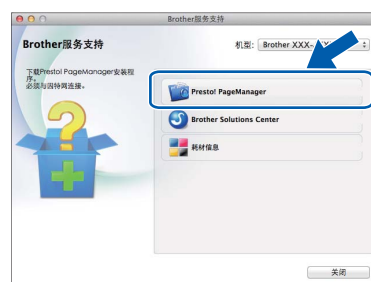 Brother服务支持
Brother服务支持
机型: Brother XXX-
下载Presto! PageManager安装程
序。
必须与因特网连接。
Presto! PageManager
Brother Solutions Center
耗材信息
关闭